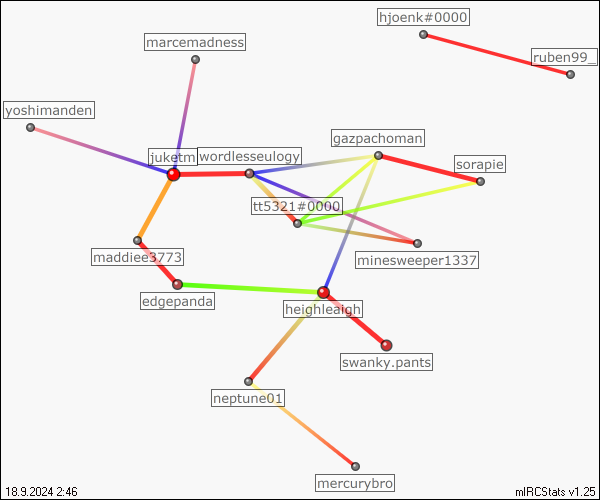 hjoenk#0000
marcemadness
ruben99_
yoshimanden
gazpachoman
juketm
wordlesseulogy
sorapie
tt5321#0000
maddiee3773
minesweeper1337
edgepanda
heighleaigh
swanky.pants
neptune01
mercurybro
18.9.2024 2:46
mIRCStats v1.25